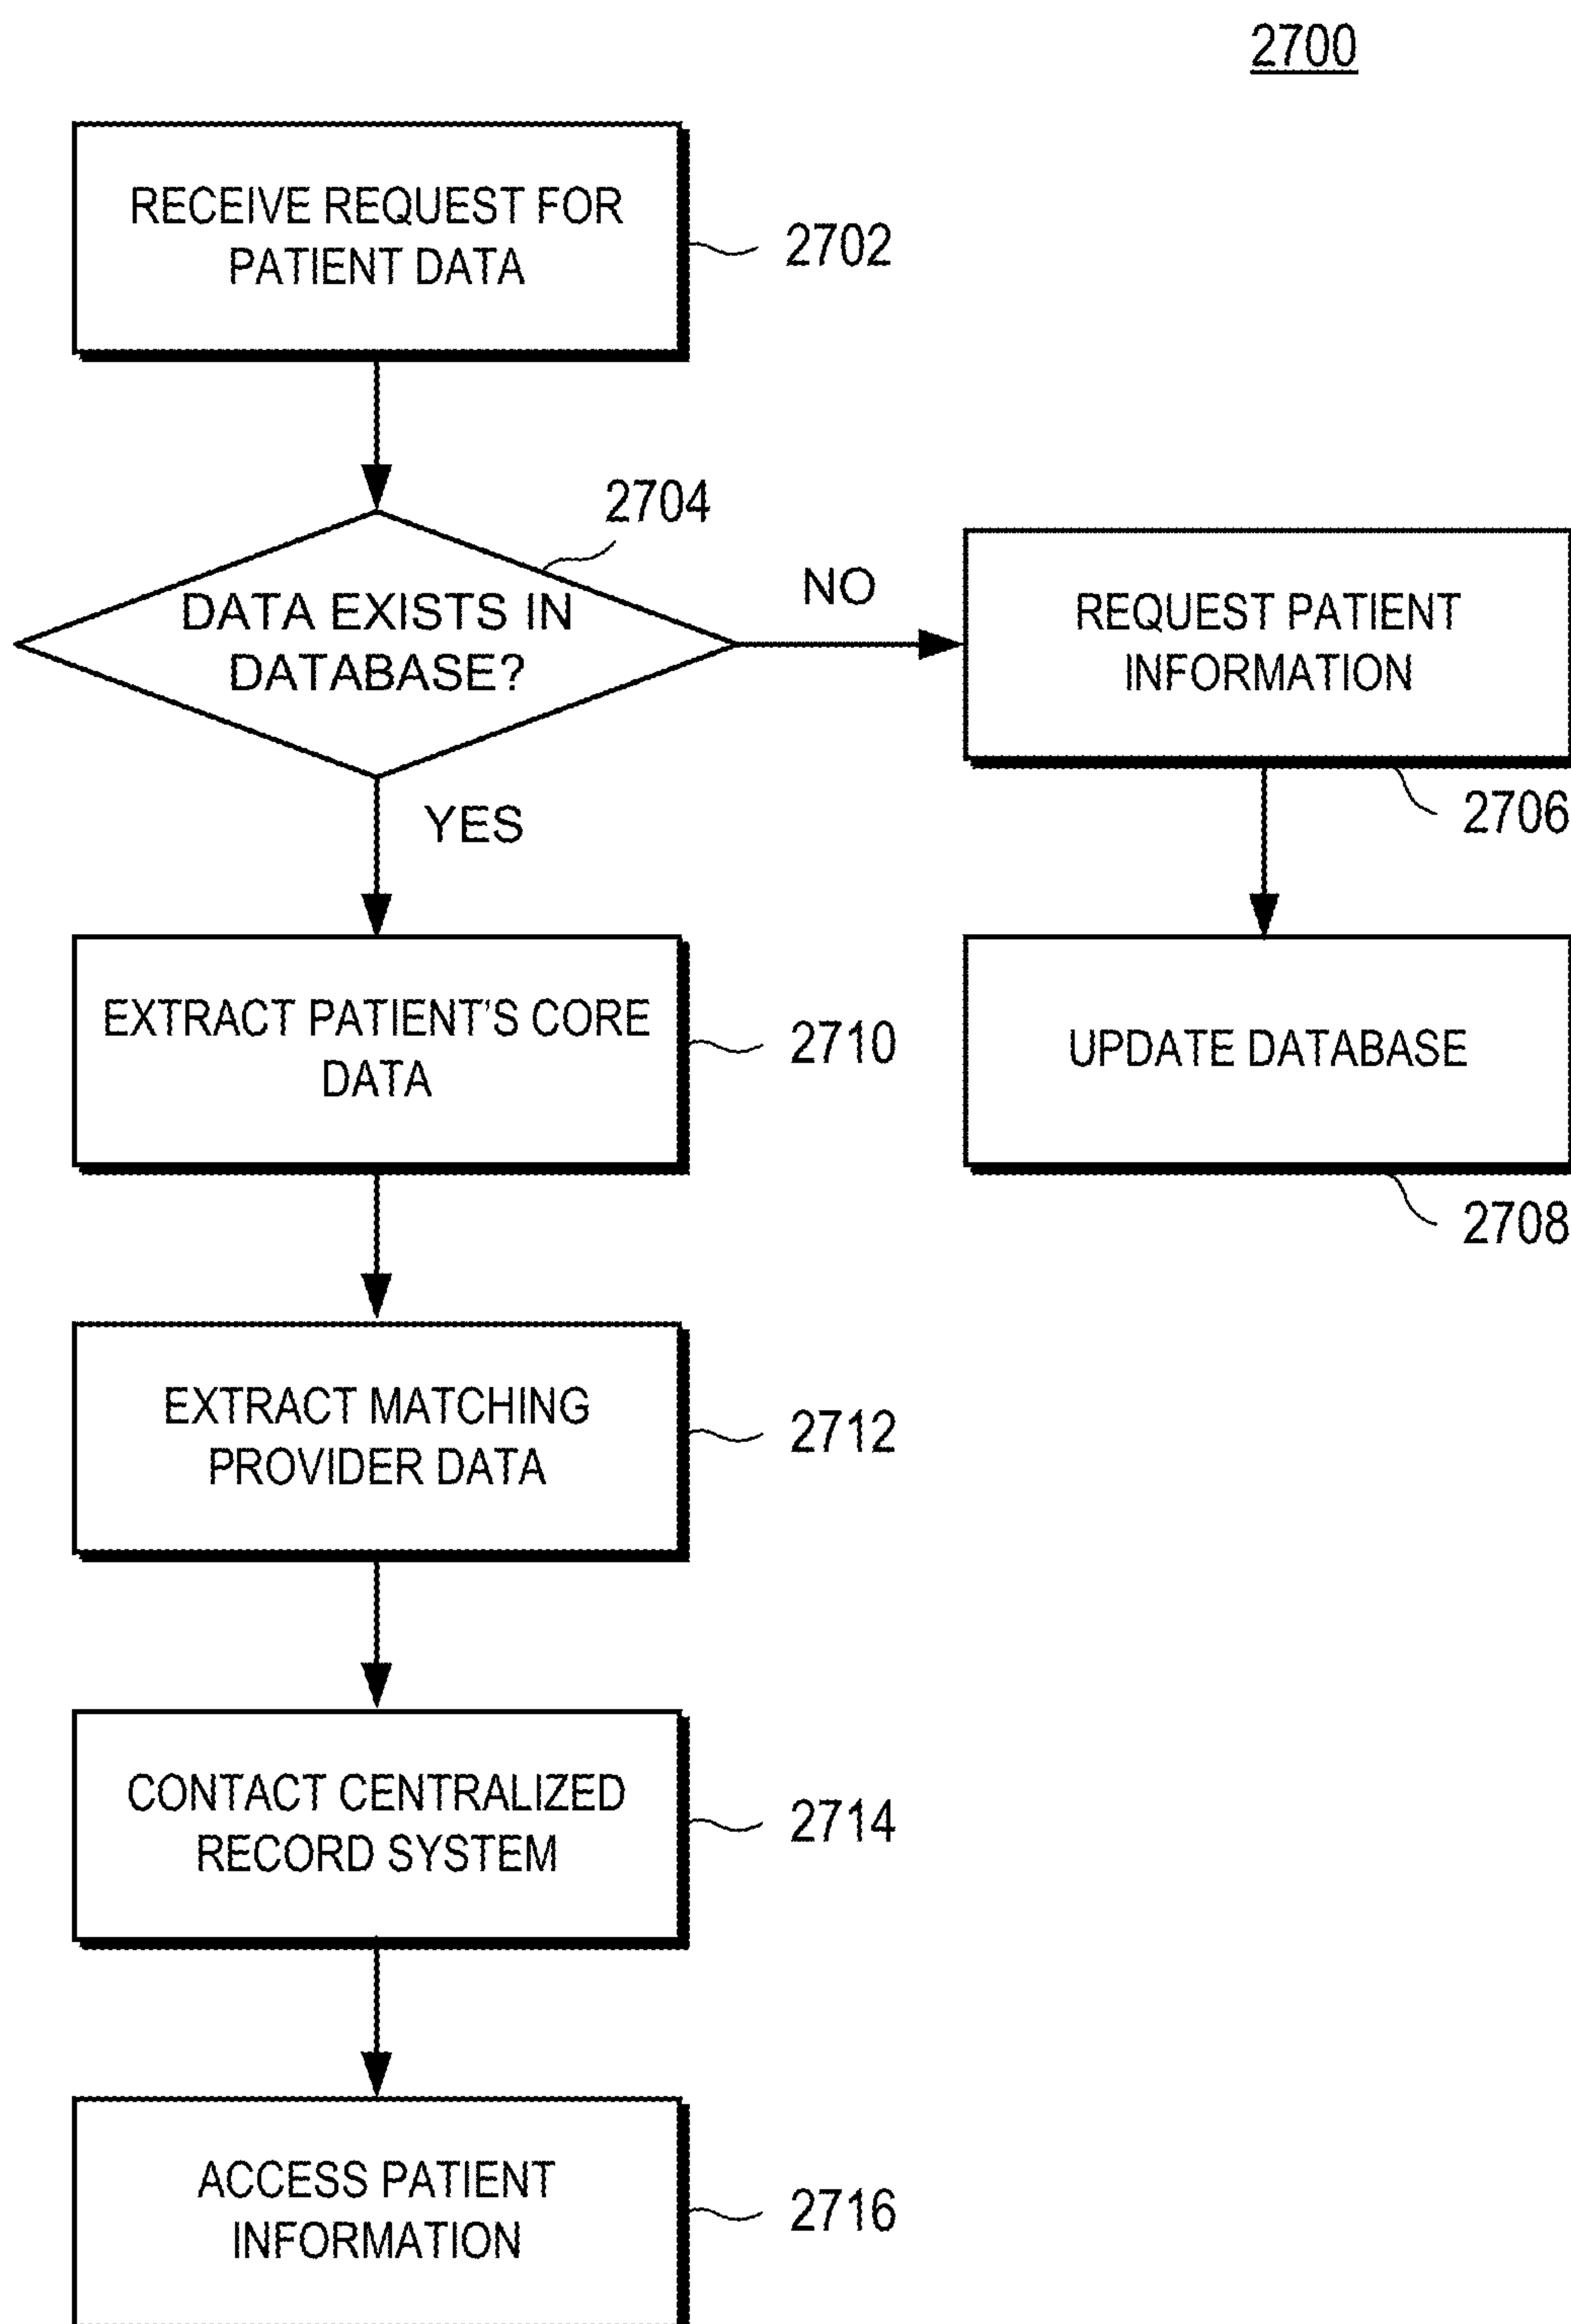 2700
RECEIVE REQUEST FOR
PATIENT DATA
2702
2704
DATA EXISTS IN
DATABASE?
NO
REQUEST PATIENT
INFORMATION
2706
YES
EXTRACT PATIENT'S CORE
DATA
2710
UPDATE DATABASE
2708
EXTRACT MATCHING
PROVIDER DATA
2712
CONTACT CENTRALIZED
RECORD SYSTEM
2714
ACCESS PATIENT
INFORMATION
2716